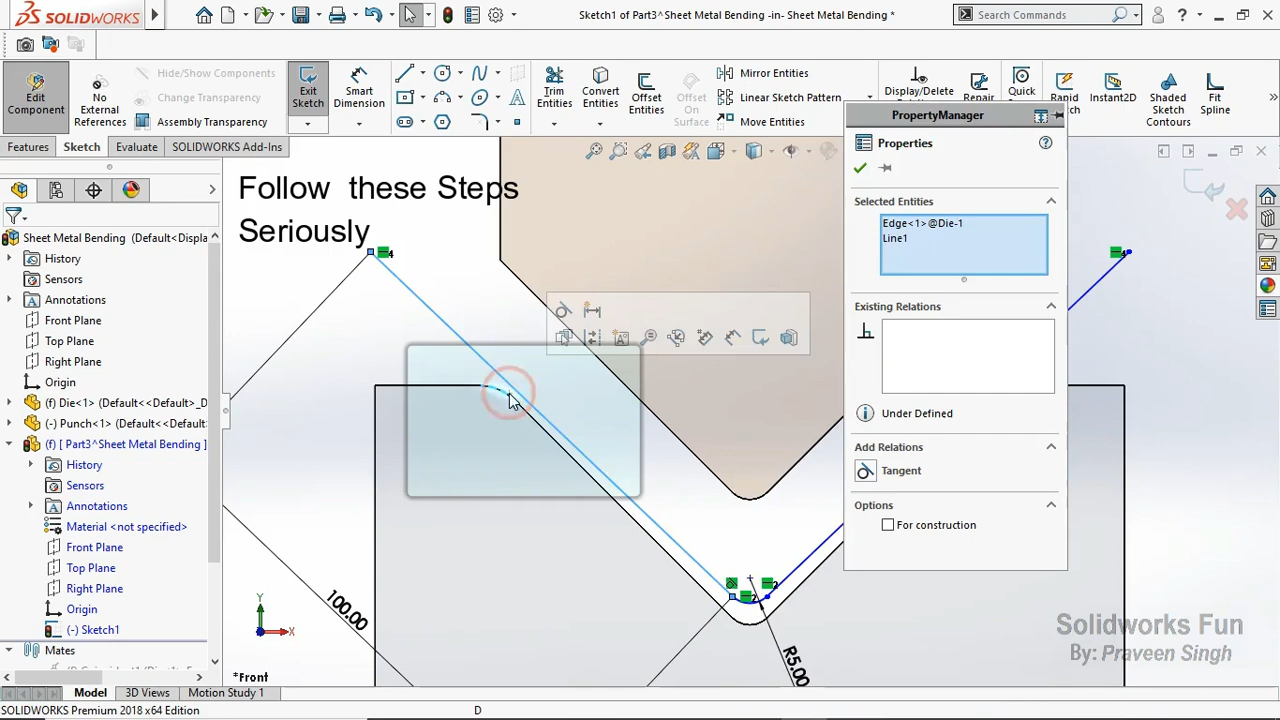 SOLIDWORKS
Sketch1 of Part3^Sheet Metal Bending -in- Sheet Metal Bending *
Search Commands
Edit Component
No External References
Hide/Show Components
Change Transparency
Assembly Transparency
Exit Sketch
Smart Dimension
Trim Entities
Convert Entities
Offset Entities
Offset On Surface
Mirror Entities
Linear Sketch Pattern
Move Entities
Display/Delete
Repair
Quick
Rapid
Instant2D
Shaded Sketch Contours
Fit Spline
Features
Sketch
Evaluate
SOLIDWORKS Add-Ins
PropertyManager
Properties
Selected Entities
Edge<1>@Die-1
Line1
Existing Relations
Under Defined
Add Relations
Tangent
Options
For construction
Follow these Steps
Seriously
Sheet Metal Bending (Default<Displa
History
Sensors
Annotations
Front Plane
Top Plane
Right Plane
Origin
(f) Die<1> (Default<<Default>_D
(-) Punch<1> (Default<<Default>
(f) [ Part3^Sheet Metal Bending ]
History
Sensors
Annotations
Material <not specified>
Front Plane
Top Plane
Right Plane
Origin
(-) Sketch1
Mates
4
4
2
2
100.00
R5.00
Y
X
*Front
Solidworks Fun
By: Praveen Singh
Model
3D Views
Motion Study 1
SOLIDWORKS Premium 2018 x64 Edition
D